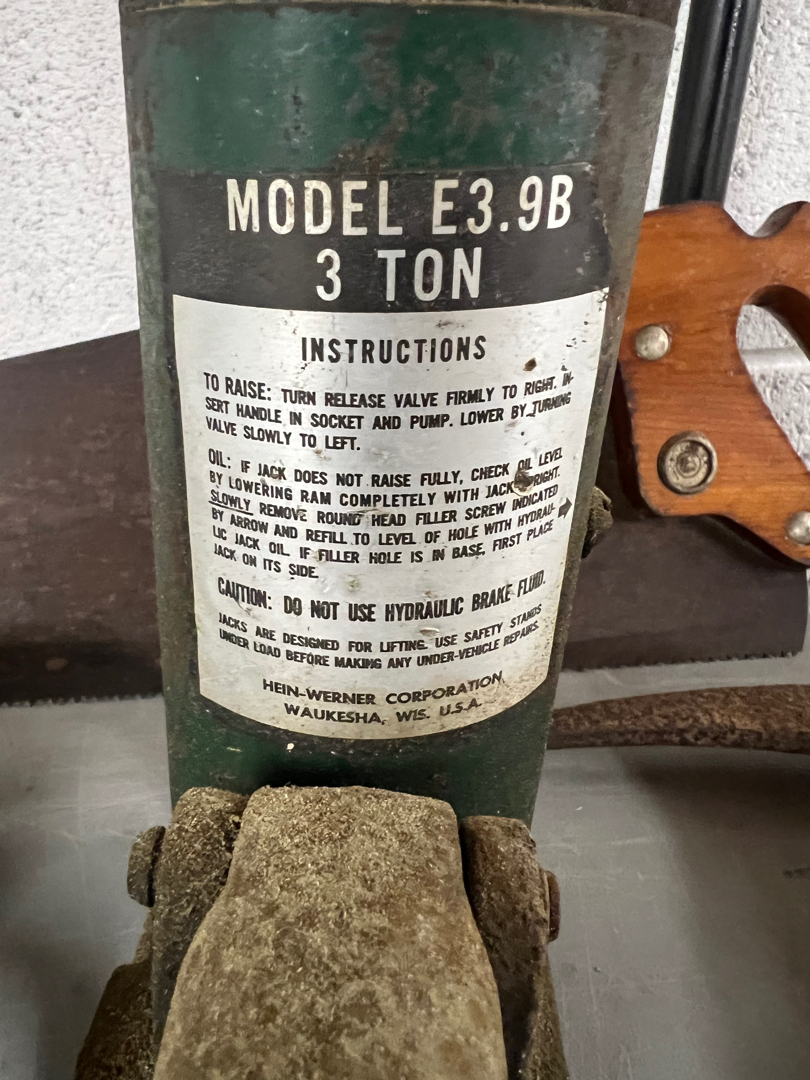 MODEL E3.9B
3 TON
INSTRUCTIONS
TO RAISE: TURN RELEASE VALVE FIRMLY TO RIGHT. IN-
SERT HANDLE IN SOCKET AND PUMP. LOWER BY TURNING
VALVE SLOWLY TO LEFT.
OIL: IF JACK DOES NOT RAISE FULLY, CHECK OIL LEVEL
BY LOWERING RAM COMPLETELY WITH JACK UPRIGHT.
SLOWLY REMOVE ROUND HEAD FILLER SCREW INDICATED
BY ARROW AND REFILL TO LEVEL OF HOLE WITH HYDRAU-
LIC JACK OIL. IF FILLER HOLE IS IN BASE, FIRST PLACE
JACK ON ITS SIDE.
CAUTION: DO NOT USE HYDRAULIC BRAKE FLUID.
JACKS ARE DESIGNED FOR LIFTING. USE SAFETY STANDS
UNDER LOAD BEFORE MAKING ANY UNDER-VEHICLE REPAIRS.
HEIN-WERNER CORPORATION
WAUKESHA, WIS. U.S.A.